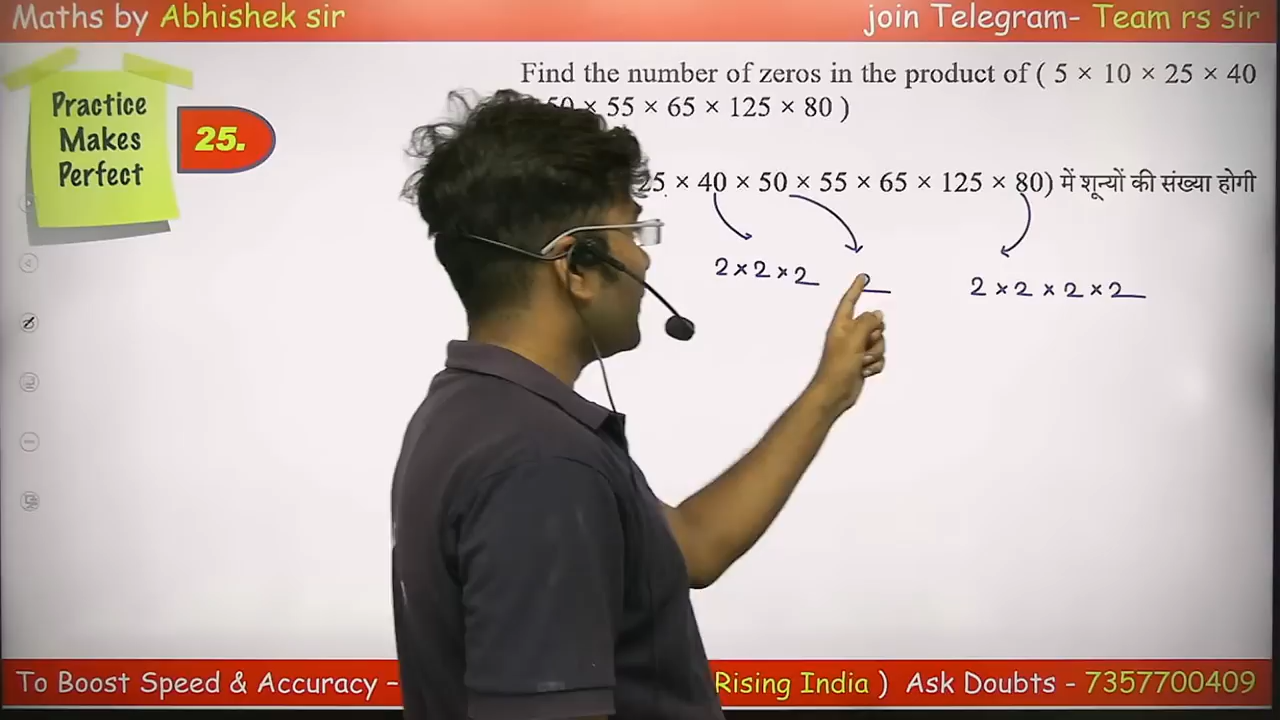 Maths by Abhishek sir
join Telegram- Team rs sir
Practice
Makes
Perfect
25.
Find the number of zeros in the product of ( 5 × 10 × 25 × 40
50 × 55 × 65 × 125 × 80 )
25 × 40 × 50 × 55 × 65 × 125 × 80) में शून्यों की संख्या होगी
2×2×2 2 2×2×2×2
To Boost Speed & Accuracy –
Rising India ) Ask Doubts - 7357700409